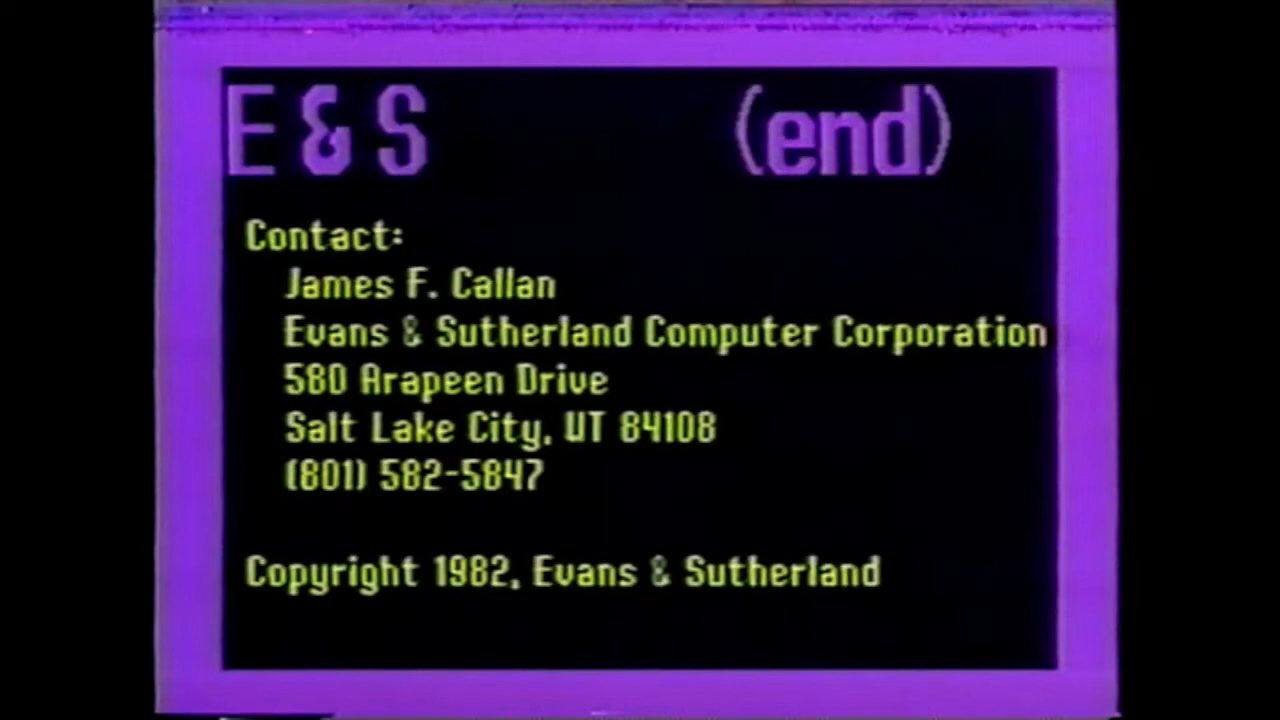 E & S (end)
Contact:
James F. Callan
Evans & Sutherland Computer Corporation
580 Arapeen Drive
Salt Lake City, UT 84108
(801) 582-5847
Copyright 1982, Evans & Sutherland